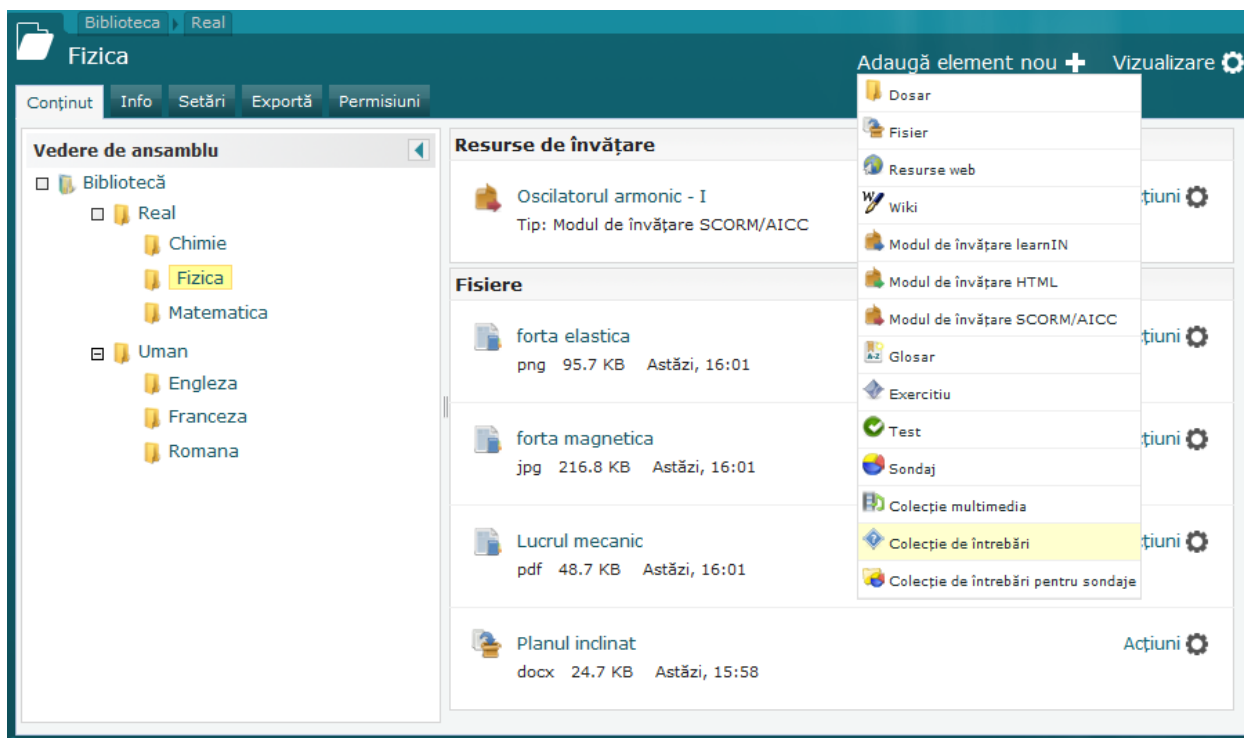 Biblioteca Real
Fizica
Adaugă element nou Vizualizare
Conținut Info Setări Exportă Permisiuni
Vedere de ansamblu
Bibliotecă
Real
Chimie
Fizica
Matematica
Uman
Engleza
Franceza
Romana
Resurse de învățare
Oscilatorul armonic - I
țiuni
Tip: Modul de învățare SCORM/AICC
Fisiere
forta elastica
țiuni
png 95.7 KB Astăzi, 16:01
forta magnetica
țiuni
jpg 216.8 KB Astăzi, 16:01
Lucrul mecanic
țiuni
pdf 48.7 KB Astăzi, 16:01
Planul inclinat
Acțiuni
docx 24.7 KB Astăzi, 15:58
Dosar
Fisier
Resurse web
Wiki
Modul de învățare learnIN
Modul de învățare HTML
Modul de învățare SCORM/AICC
A-Z
Glosar
Exercitiu
Test
Sondaj
Colecție multimedia
Colecție de întrebări
Colecție de întrebări pentru sondaje